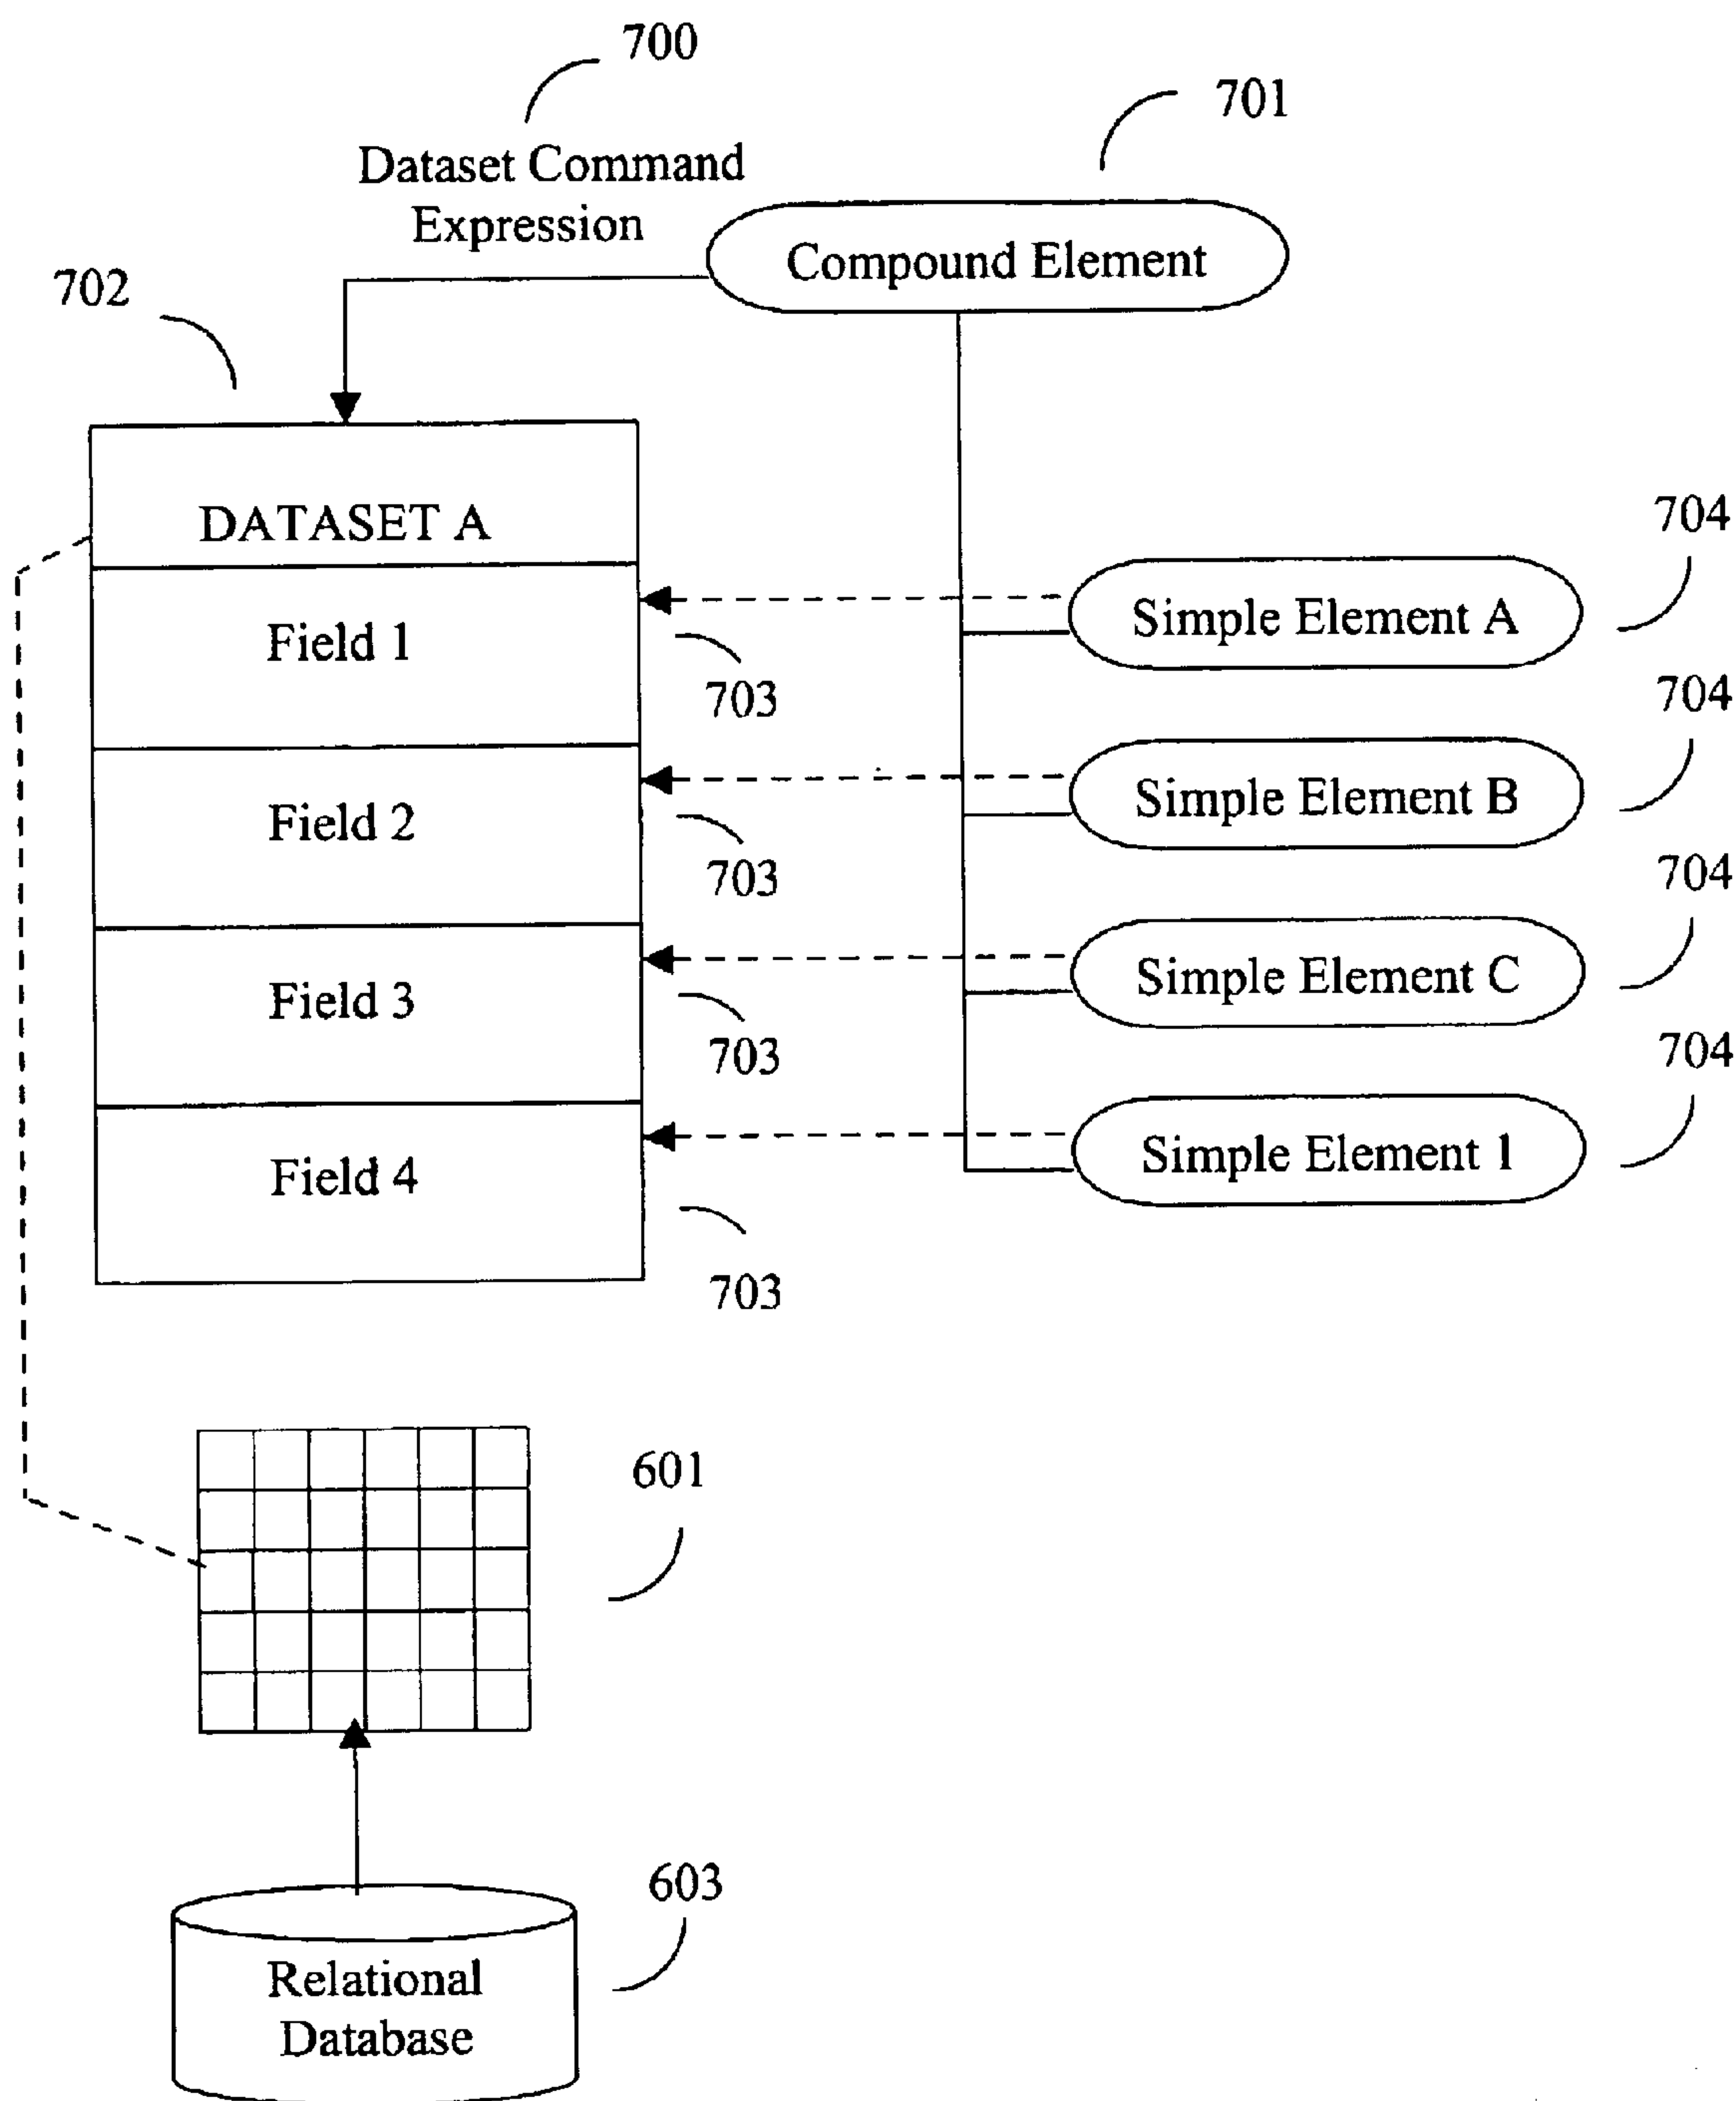 700
701
Dataset Command
Expression
Compound Element
702
DATASET A
704
Simple Element A
Field 1
703
704
Simple Element B
Field 2
703
704
Simple Element C
Field 3
703
704
Simple Element 1
Field 4
703
601
603
Relational
Database